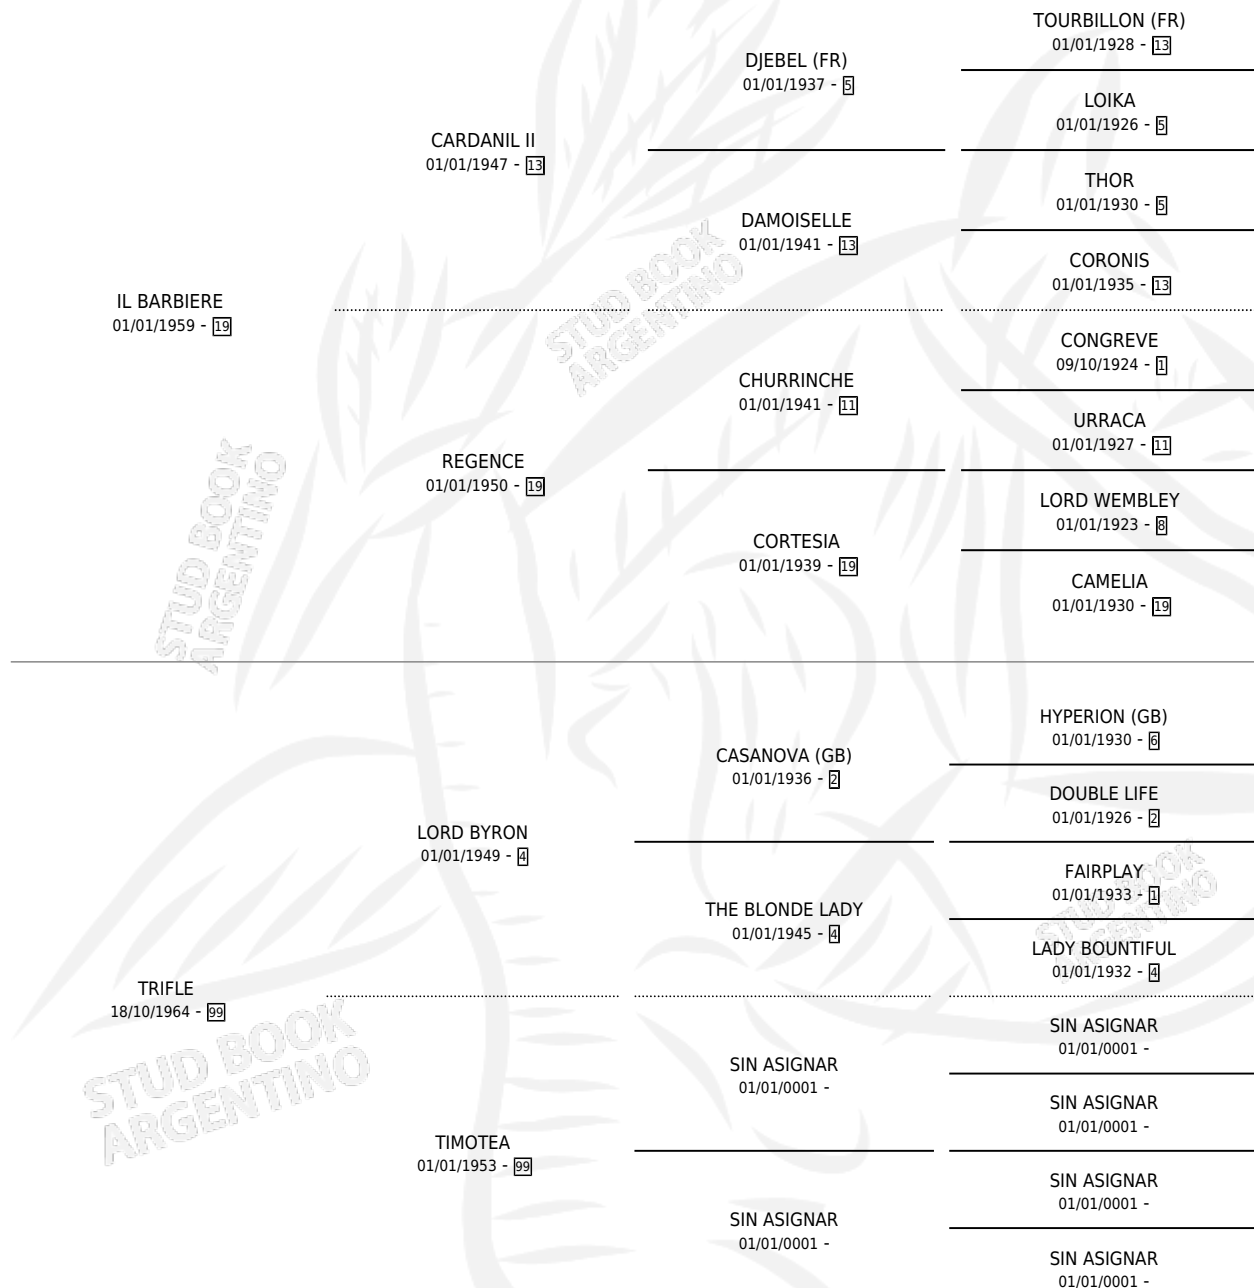 TOURBILLON (FR)
01/01/1928 - 13
DJEBEL (FR)
01/01/1937 - 5
LOIKA
01/01/1926 - 5
CARDANIL II
01/01/1947 - 13
THOR
01/01/1930 - 5
DAMOISELLE
01/01/1941 - 13
CORONIS
01/01/1935 - 13
IL BARBIERE
01/01/1959 - 19
CONGREVE
09/10/1924 - 1
CHURRINCHE
01/01/1941 - 11
URRACA
01/01/1927 - 11
REGENCE
01/01/1950 - 19
LORD WEMBLEY
01/01/1923 - 8
CORTESIA
01/01/1939 - 19
CAMELIA
01/01/1930 - 19
HYPERION (GB)
01/01/1930 - 6
CASANOVA (GB)
01/01/1936 - 2
DOUBLE LIFE
01/01/1926 - 2
LORD BYRON
01/01/1949 - 4
FAIRPLAY
01/01/1933 - 1
THE BLONDE LADY
01/01/1945 - 4
LADY BOUNTIFUL
01/01/1932 - 4
TRIFLE
18/10/1964 - 99
SIN ASIGNAR
01/01/0001 -
SIN ASIGNAR
01/01/0001 -
SIN ASIGNAR
01/01/0001 -
TIMOTEA
01/01/1953 - 99
SIN ASIGNAR
01/01/0001 -
SIN ASIGNAR
01/01/0001 -
SIN ASIGNAR
01/01/0001 -
STUD BOOK
ARGENTINO
STUD BOOK
ARGENTINO
STUD BOOK
ARGENTINO
STUD BOOK
ARGENTINO